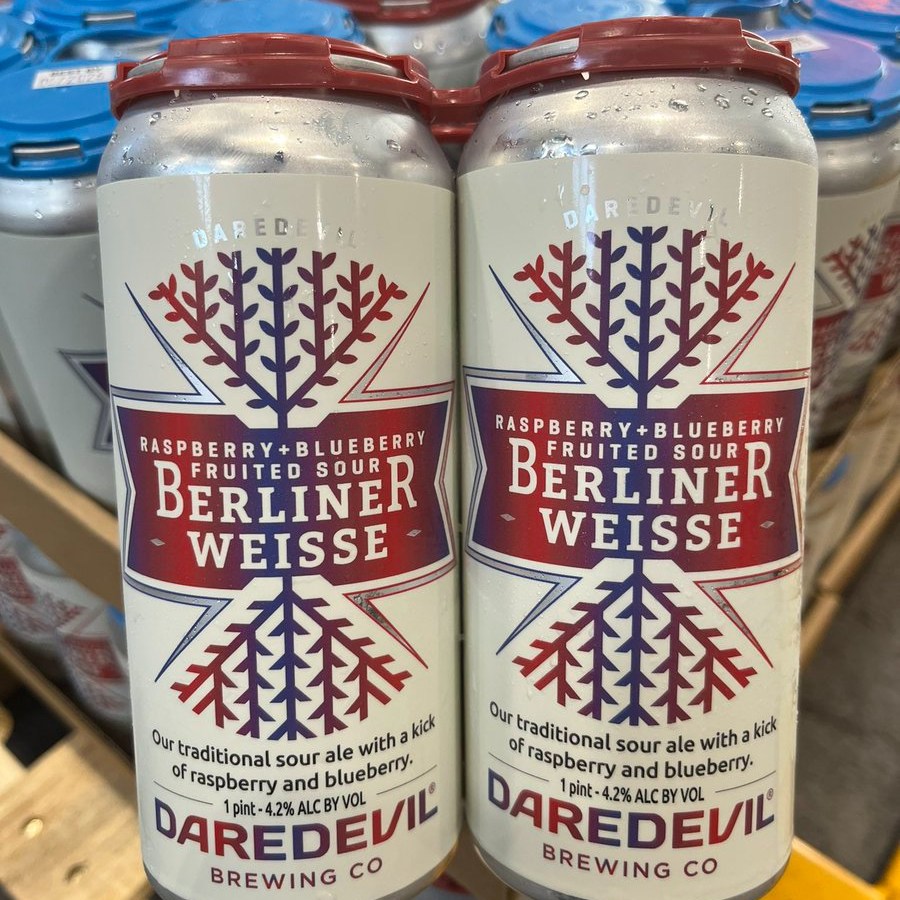 DAREDEVIL
RASPBERRY+BLUEBERRY
FRUITED SOUR
BERLINER
WEISSE
Our traditional sour ale with a kick
of raspberry and blueberry.
1 pint - 4.2% ALC BY VOL
DAREDEVIL®
BREWING CO
DAREDEVIL
RASPBERRY+BLUEBERRY
FRUITED SOUR
BERLINER
WEISSE
Our traditional sour ale with a kick
of raspberry and blueberry.
1 pint - 4.2% ALC BY VOL
DAREDEVIL®
BREWING CO